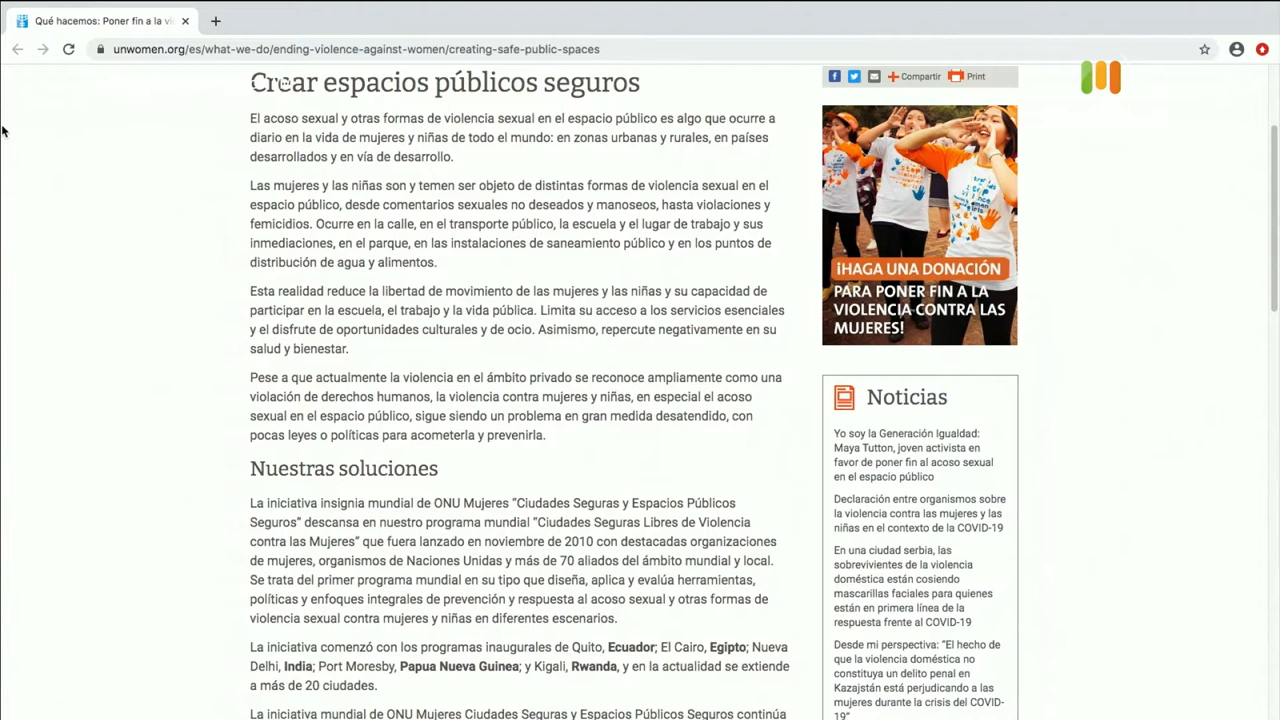 Qué hacemos: Poner fin a la vi
unwomen.org/es/what-we-do/ending-violence-against-women/creating-safe-public-spaces
Crear espacios públicos seguros
El acoso sexual y otras formas de violencia sexual en el espacio público es algo que ocurre a
diario en la vida de mujeres y niñas de todo el mundo: en zonas urbanas y rurales, en países
desarrollados y en vía de desarrollo.
Las mujeres y las niñas son y temen ser objeto de distintas formas de violencia sexual en el
espacio público, desde comentarios sexuales no deseados y manoseos, hasta violaciones y
femicidios. Ocurre en la calle, en el transporte público, la escuela y el lugar de trabajo y sus
inmediaciones, en el parque, en las instalaciones de saneamiento público y en los puntos de
distribución de agua y alimentos.
Esta realidad reduce la libertad de movimiento de las mujeres y las niñas y su capacidad de
participar en la escuela, el trabajo y la vida pública. Limita su acceso a los servicios esenciales
y el disfrute de oportunidades culturales y de ocio. Asimismo, repercute negativamente en su
salud y bienestar.
Pese a que actualmente la violencia en el ámbito privado se reconoce ampliamente como una
violación de derechos humanos, la violencia contra mujeres y niñas, en especial el acoso
sexual en el espacio público, sigue siendo un problema en gran medida desatendido, con
pocas leyes o políticas para acometerla y prevenirla.
Nuestras soluciones
La iniciativa insignia mundial de ONU Mujeres “Ciudades Seguras y Espacios Públicos
Seguros” descansa en nuestro programa mundial “Ciudades Seguras Libres de Violencia
contra las Mujeres” que fuera lanzado en noviembre de 2010 con destacadas organizaciones
de mujeres, organismos de Naciones Unidas y más de 70 aliados del ámbito mundial y local.
Se trata del primer programa mundial en su tipo que diseña, aplica y evalúa herramientas,
políticas y enfoques integrales de prevención y respuesta al acoso sexual y otras formas de
violencia sexual contra mujeres y niñas en diferentes escenarios.
La iniciativa comenzó con los programas inaugurales de Quito, Ecuador; El Cairo, Egipto; Nueva
Delhi, India; Port Moresby, Papua Nueva Guinea; y Kigali, Rwanda, y en la actualidad se extiende
a más de 20 ciudades.
La iniciativa mundial de ONU Mujeres Ciudades Seguras y Espacios Públicos Seguros continúa
Compartir
Print
¡HAGA UNA DONACIÓN
PARA PONER FIN A LA
VIOLENCIA CONTRA LAS
MUJERES!
Noticias
Yo soy la Generación Igualdad:
Maya Tutton, joven activista en
favor de poner fin al acoso sexual
en el espacio público
Declaración entre organismos sobre
la violencia contra las mujeres y las
niñas en el contexto de la COVID-19
En una ciudad serbia, las
sobrevivientes de la violencia
doméstica están cosiendo
mascarillas faciales para quienes
están en primera línea de la
respuesta frente al COVID-19
Desde mi perspectiva: “El hecho de
que la violencia doméstica no
constituya un delito penal en
Kazajstán está perjudicando a las
mujeres durante la crisis del COVID-
19”